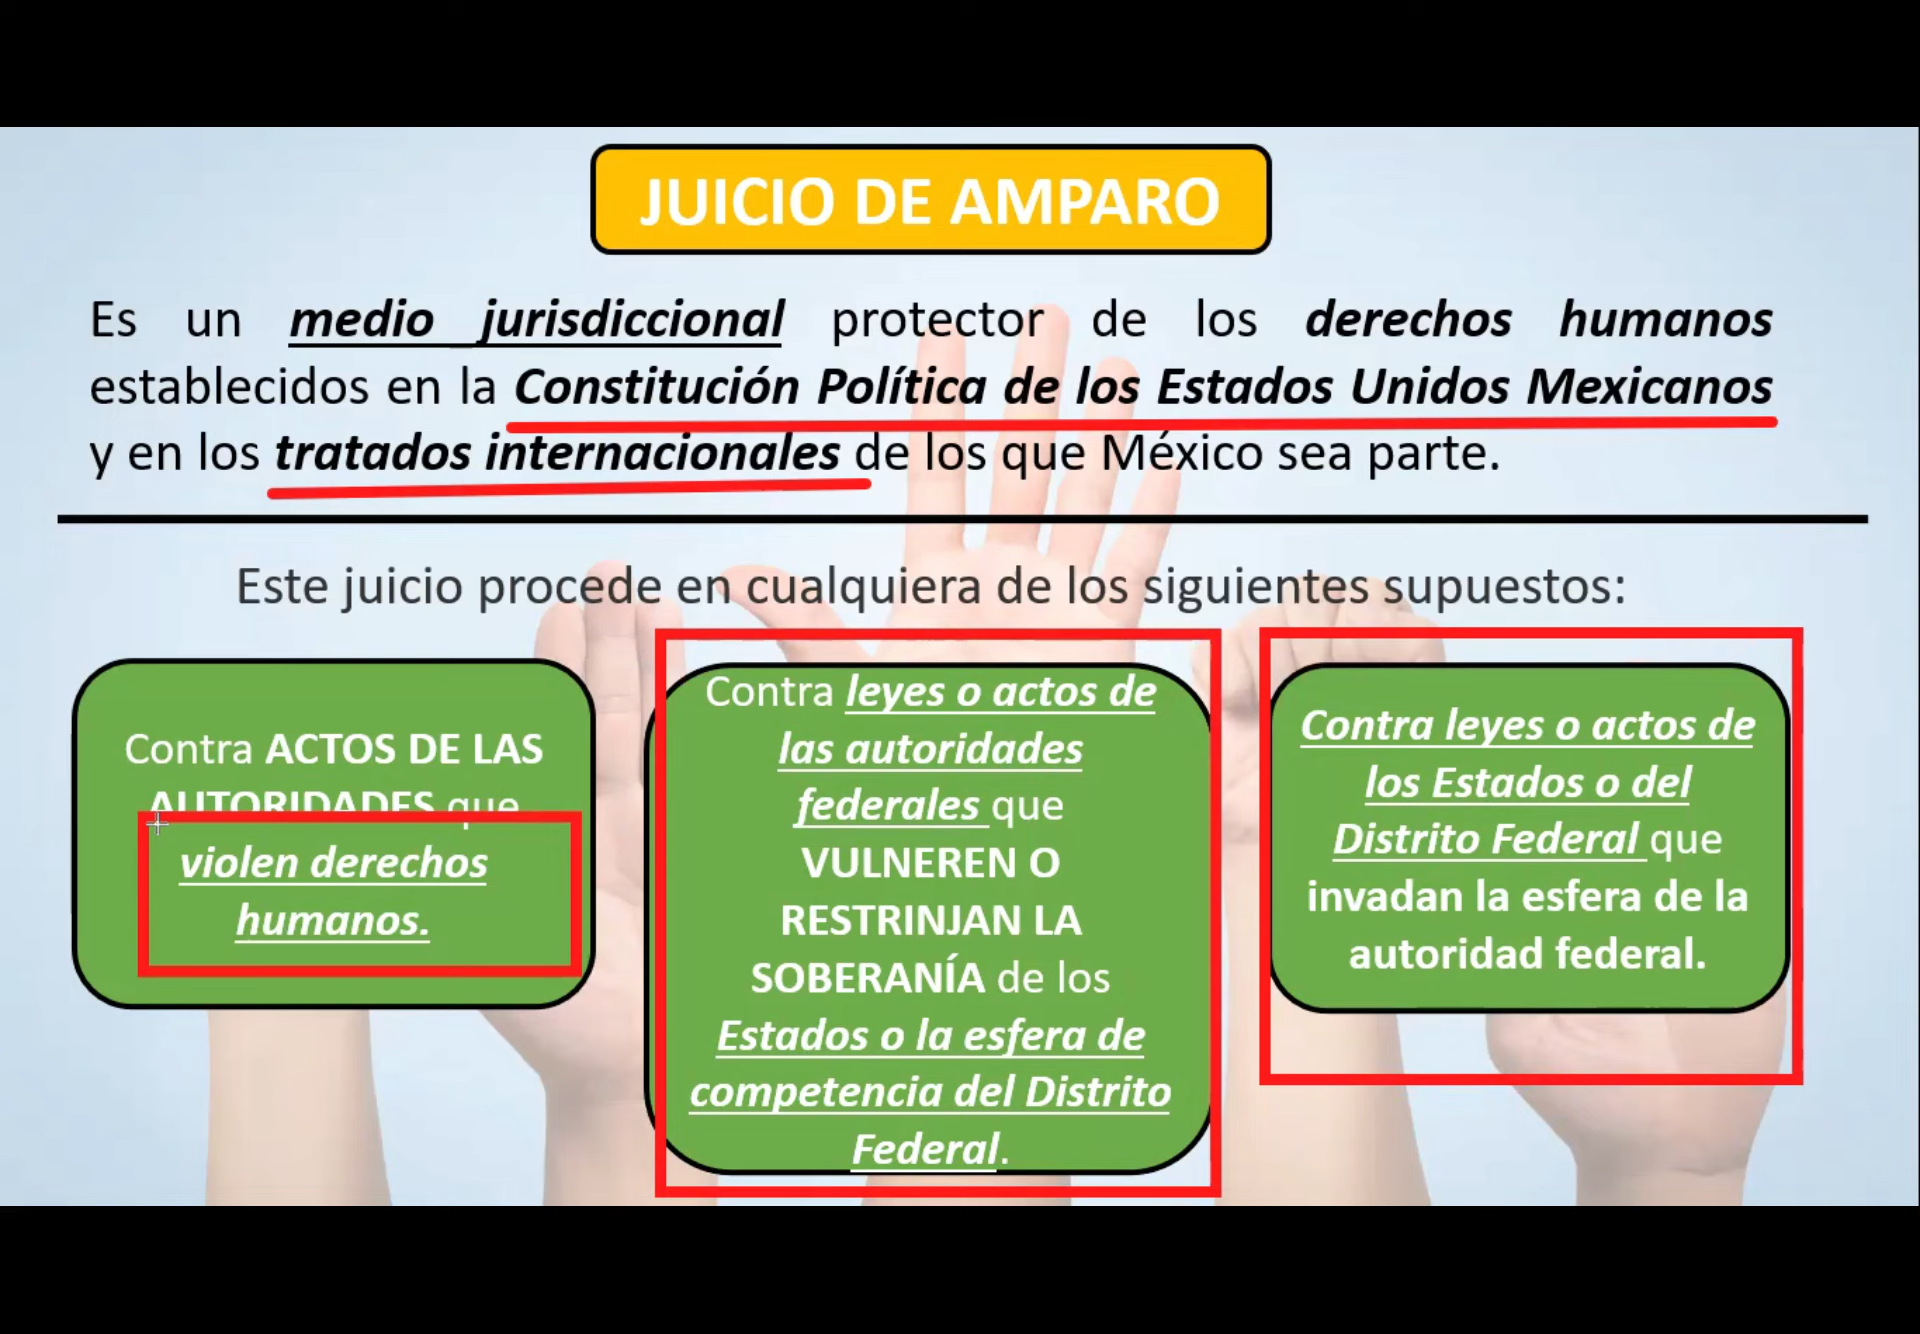 JUICIO DE AMPARO
Es un medio jurisdiccional protector de los derechos humanos
establecidos en la Constitución Política de los Estados Unidos Mexicanos
y en los tratados internacionales de los que México sea parte.
Este juicio procede en cualquiera de los siguientes supuestos:
Contra ACTOS DE LAS
AUTORIDADES que
violen derechos
humanos.
Contra leyes o actos de
las autoridades
federales que
VULNEREN O
RESTRINJAN LA
SOBERANÍA de los
Estados o la esfera de
competencia del Distrito
Federal.
Contra leyes o actos de
los Estados o del
Distrito Federal que
invadan la esfera de la
autoridad federal.